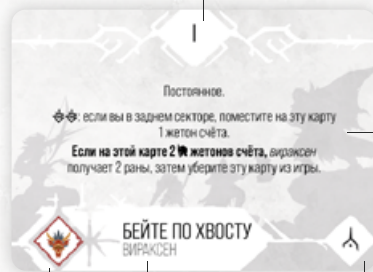 I
Постоянное.
: если вы в заднем секторе, поместите на эту карту
1 жетон счёта.
Если на этой карте 2 жетонов счёта, вираксен
получает 2 раны, затем уберите эту карту из игры.
БЕЙТЕ ПО ХВОСТУ
ВИРАКСЕН